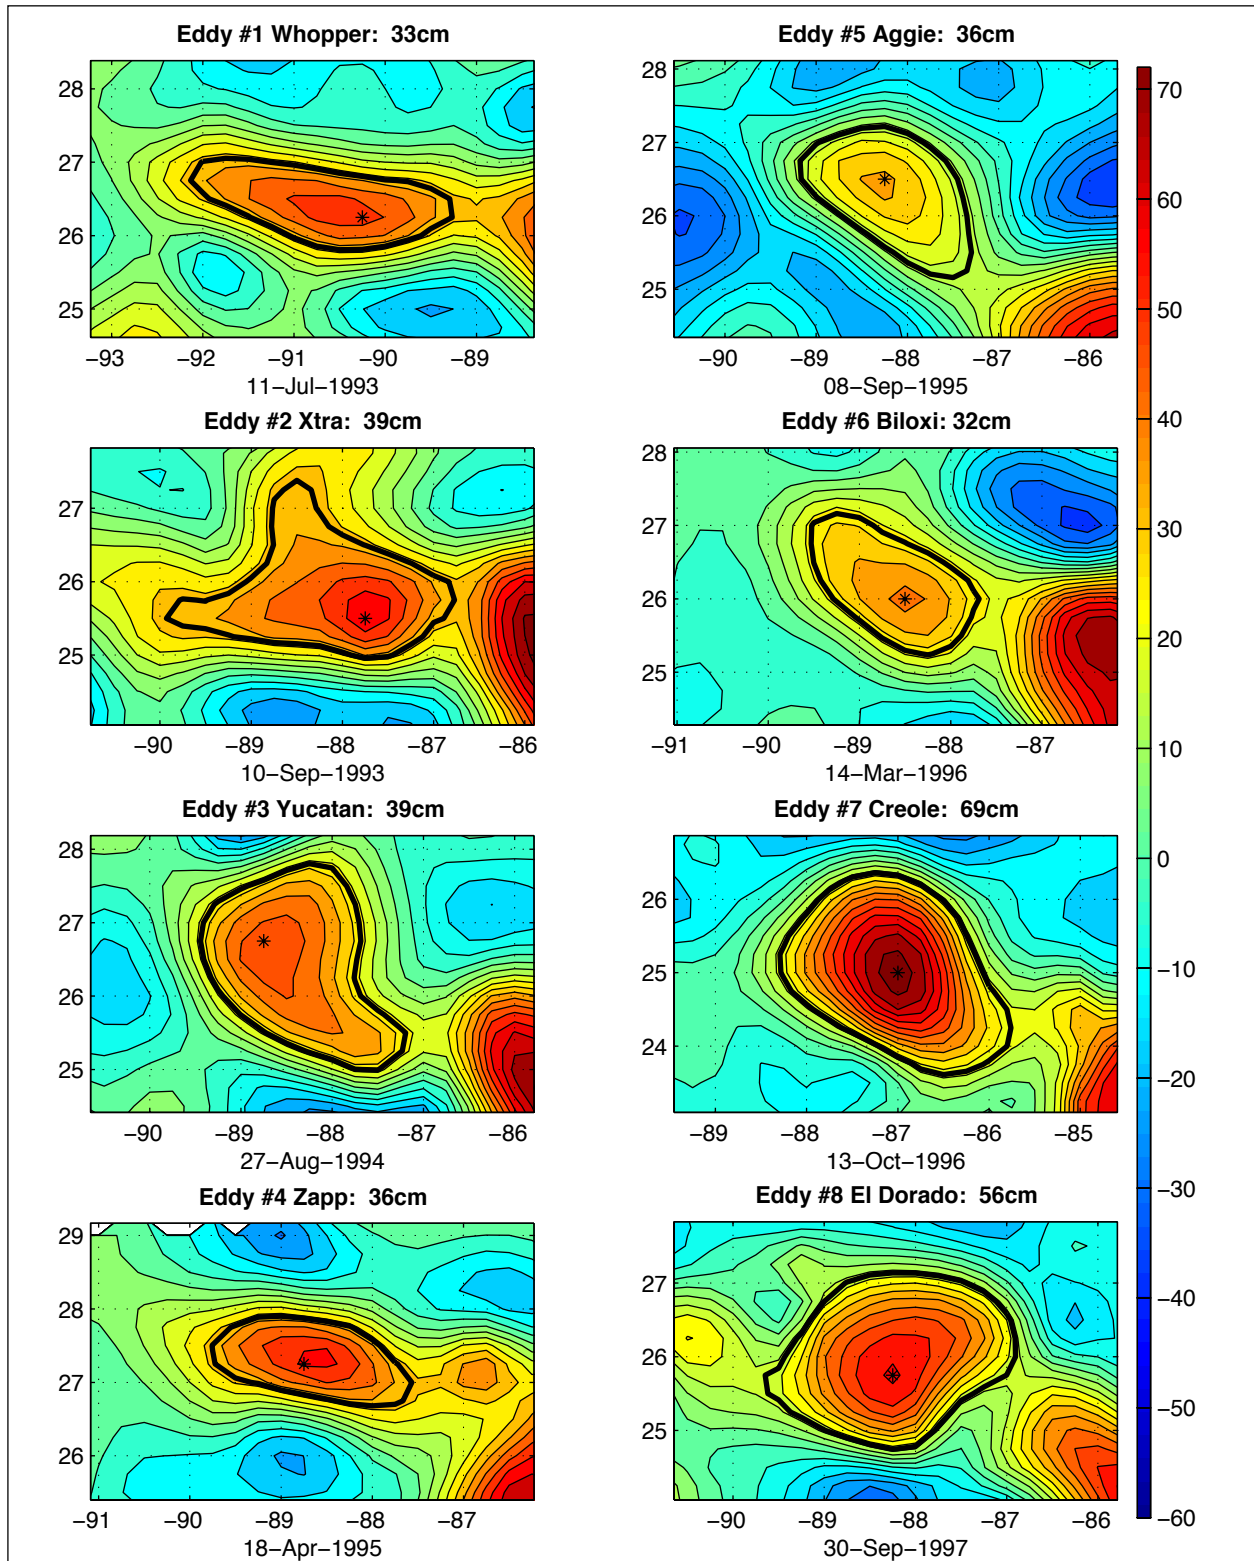 Eddy #1 Whopper: 33cm
28
27
26
25
−93 −92 −91 −90 −89
11−Jul−1993
Eddy #2 Xtra: 39cm
27
26
25
−90 −89 −88 −87 −86
10−Sep−1993
Eddy #3 Yucatan: 39cm
28
27
26
25
−90 −89 −88 −87 −86
27−Aug−1994
Eddy #4 Zapp: 36cm
29
28
27
26
−91 −90 −89 −88 −87
18−Apr−1995
Eddy #5 Aggie: 36cm
28
27
26
25
−90 −89 −88 −87 −86
08−Sep−1995
Eddy #6 Biloxi: 32cm
28
27
26
25
−91 −90 −89 −88 −87
14−Mar−1996
Eddy #7 Creole: 69cm
26
25
24
−89 −88 −87 −86 −85
13−Oct−1996
Eddy #8 El Dorado: 56cm
27
26
25
−90 −89 −88 −87 −86
30−Sep−1997
70
60
50
40
30
20
10
0
−10
−20
−30
−40
−50
−60